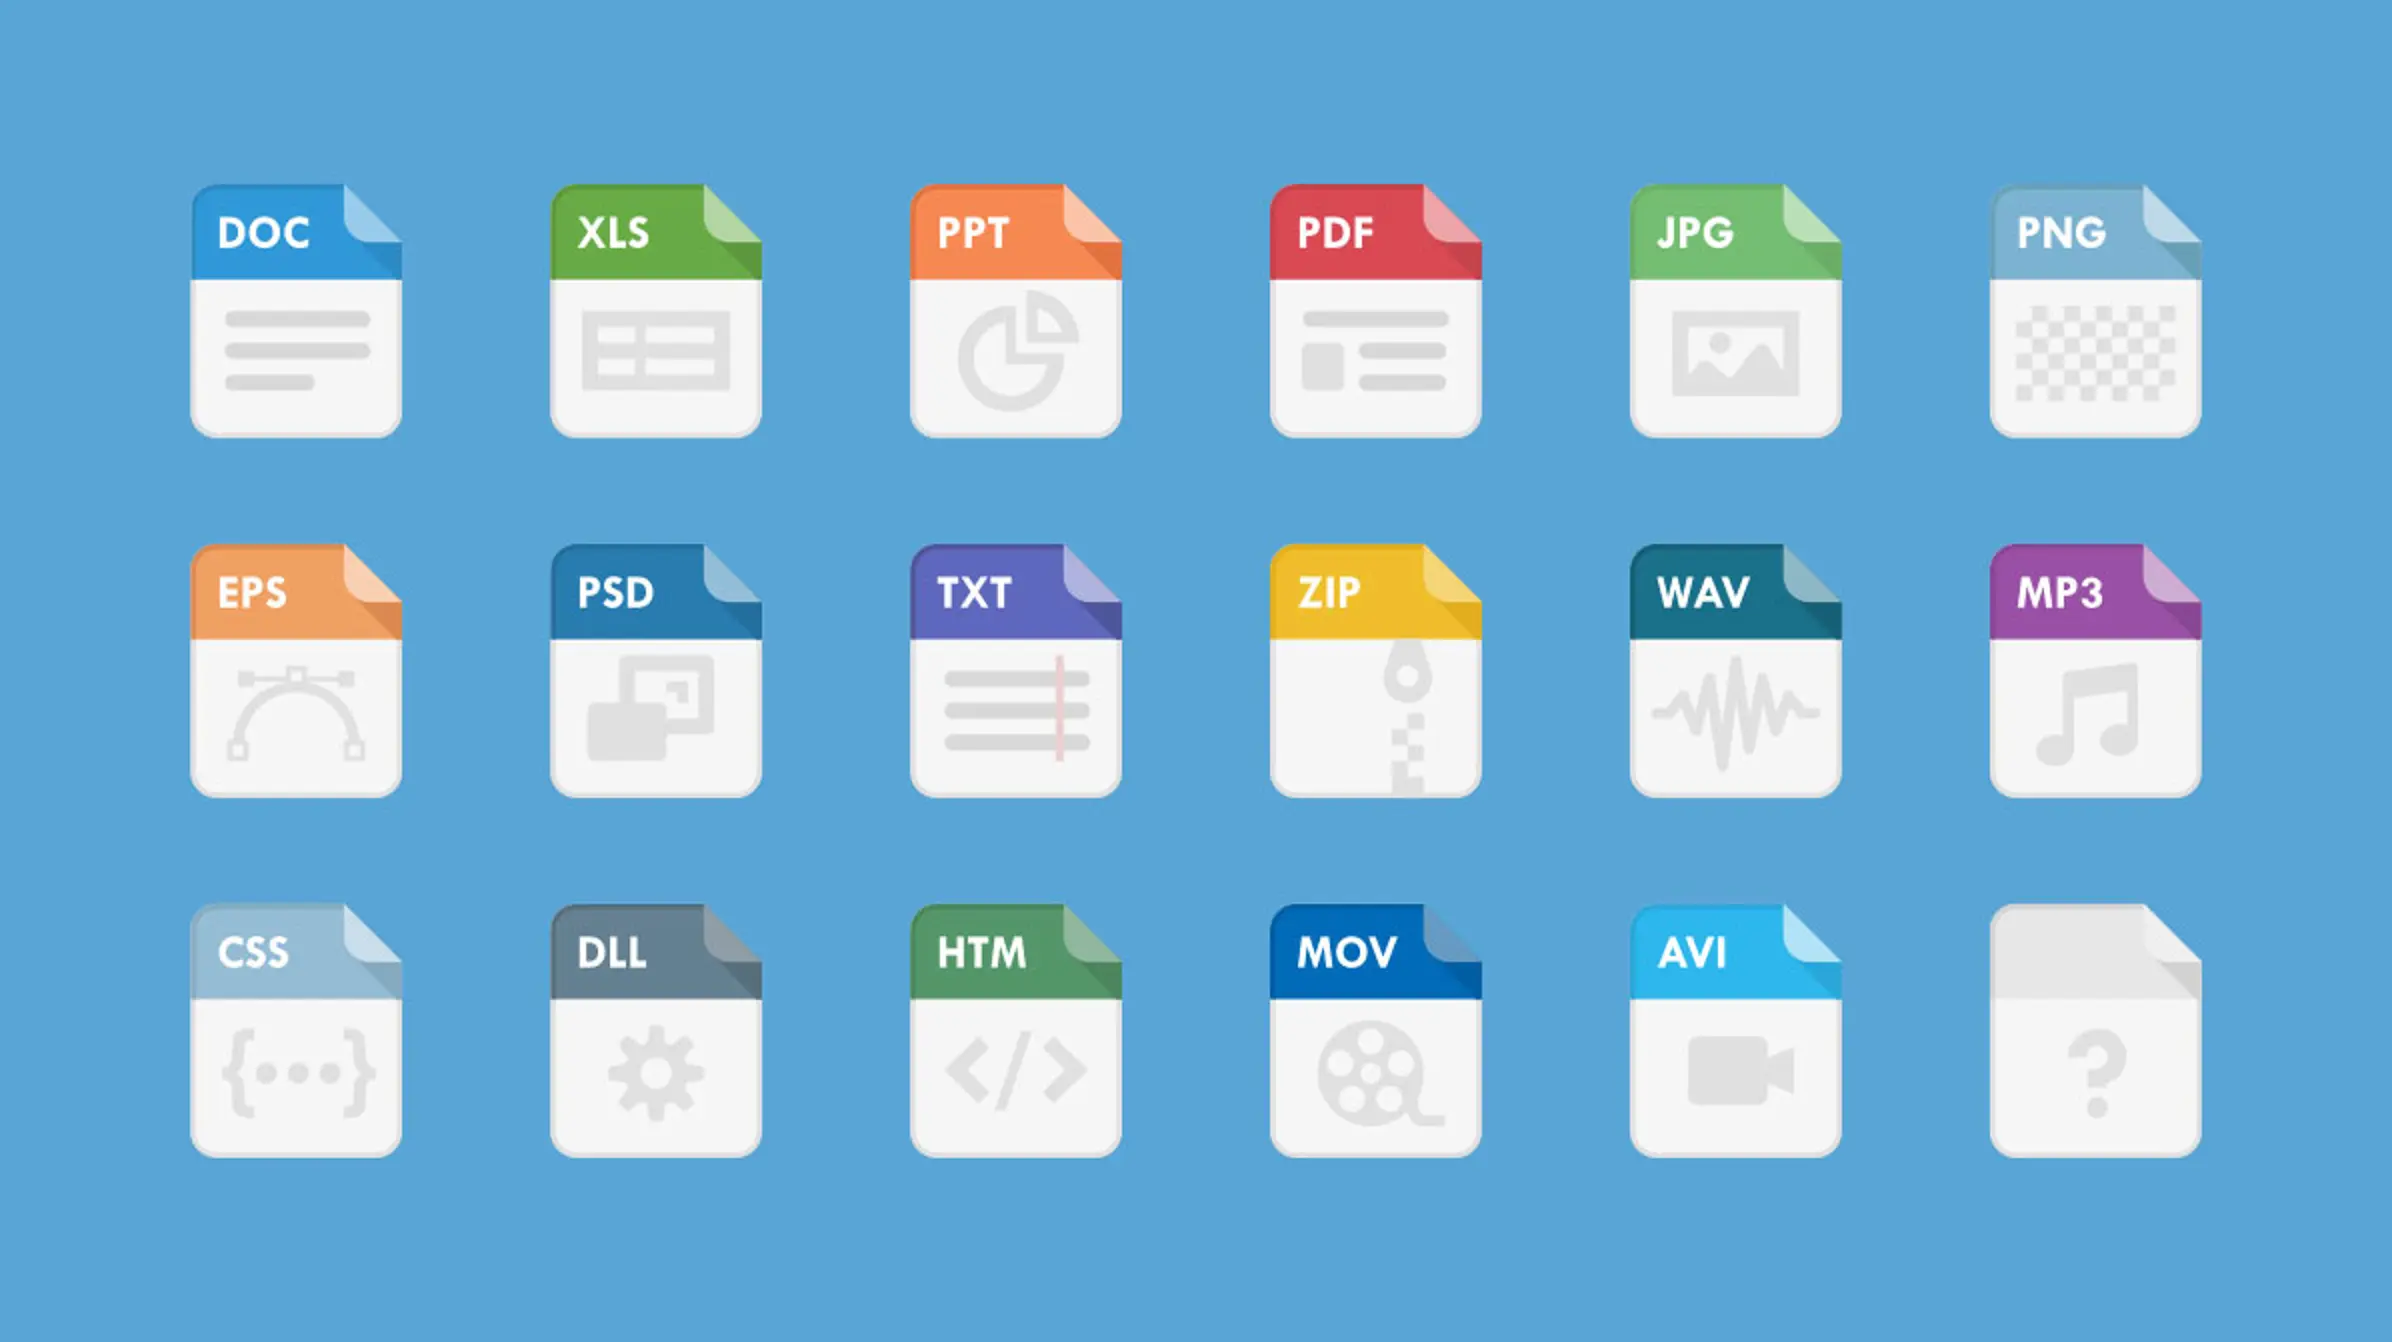 DOC
XLS
PPT
PDF
JPG
PNG
EPS
PSD
TXT
ZIP
WAV
MP3
CSS
{...}
DLL
HTM
</>
MOV
AVI
?